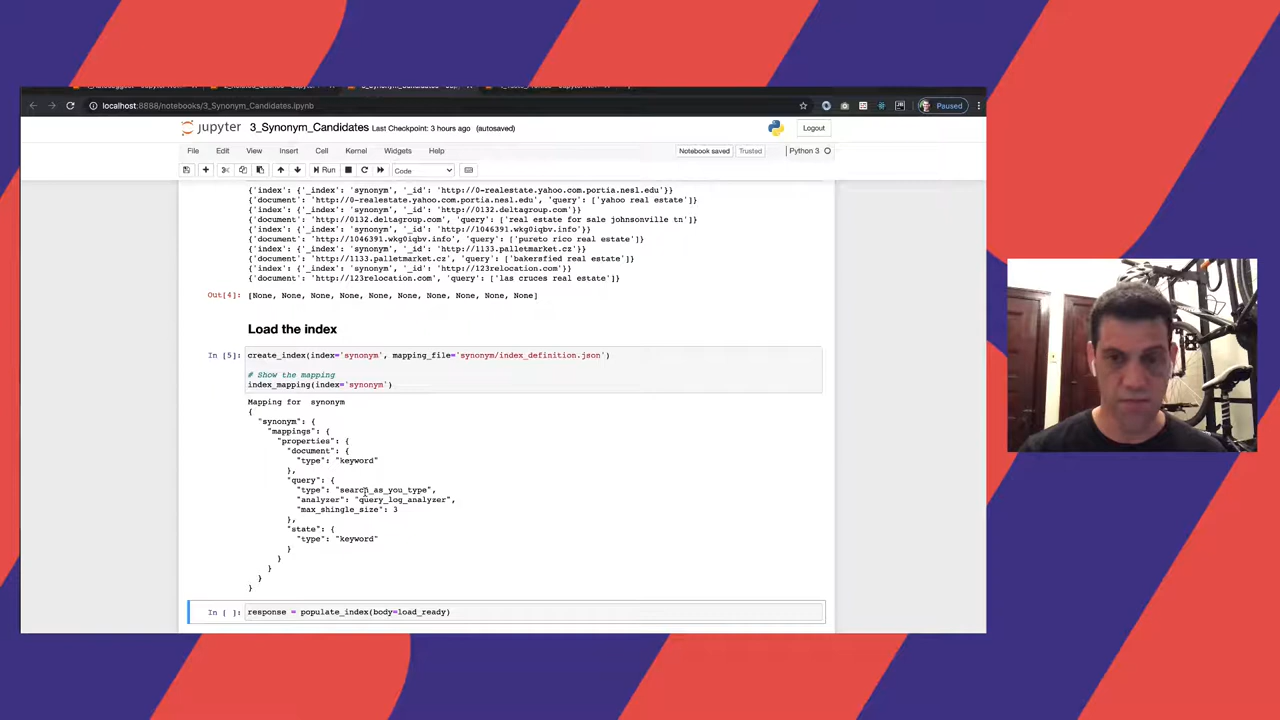 localhost:8888/notebooks/3_Synonym_Candidates.ipynb
Paused
jupyter 3_Synonym_Candidates Last Checkpoint: 3 hours ago (autosaved)
Logout
File Edit View Insert Cell Kernel Widgets Help
Notebook saved Trusted Python 3
Run Code
{'index': {'_index': 'synonym', '_id': 'http://0-realestate.yahoo.com.portia.nesl.edu'}}
{'document': 'http://0-realestate.yahoo.com.portia.nesl.edu', 'query': ['yahoo real estate']}
{'index': {'_index': 'synonym', '_id': 'http://0132.deltagroup.com'}}
{'document': 'http://0132.deltagroup.com', 'query': ['real estate for sale johnsonville tn']}
{'index': {'_index': 'synonym', '_id': 'http://1046391.wkg0iqbv.info'}}
{'document': 'http://1046391.wkg0iqbv.info', 'query': ['pureto rico real estate']}
{'index': {'_index': 'synonym', '_id': 'http://1133.palletmarket.cz'}}
{'document': 'http://1133.palletmarket.cz', 'query': ['bakersfied real estate']}
{'index': {'_index': 'synonym', '_id': 'http://123relocation.com'}}
{'document': 'http://123relocation.com', 'query': ['las cruces real estate']}
Out[4]: [None, None, None, None, None, None, None, None, None, None]
Load the index
In [5]: create_index(index='synonym', mapping_file='synonym/index_definition.json')
# Show the mapping
index_mapping(index='synonym')
Mapping for synonym
{
"synonym": {
"mappings": {
"properties": {
"document": {
"type": "keyword"
},
"query": {
"type": "search_as_you_type",
"analyzer": "query_log_analyzer",
"max_shingle_size": 3
},
"state": {
"type": "keyword"
}
}
}
}
}
In [ ]: response = populate_index(body=load_ready)